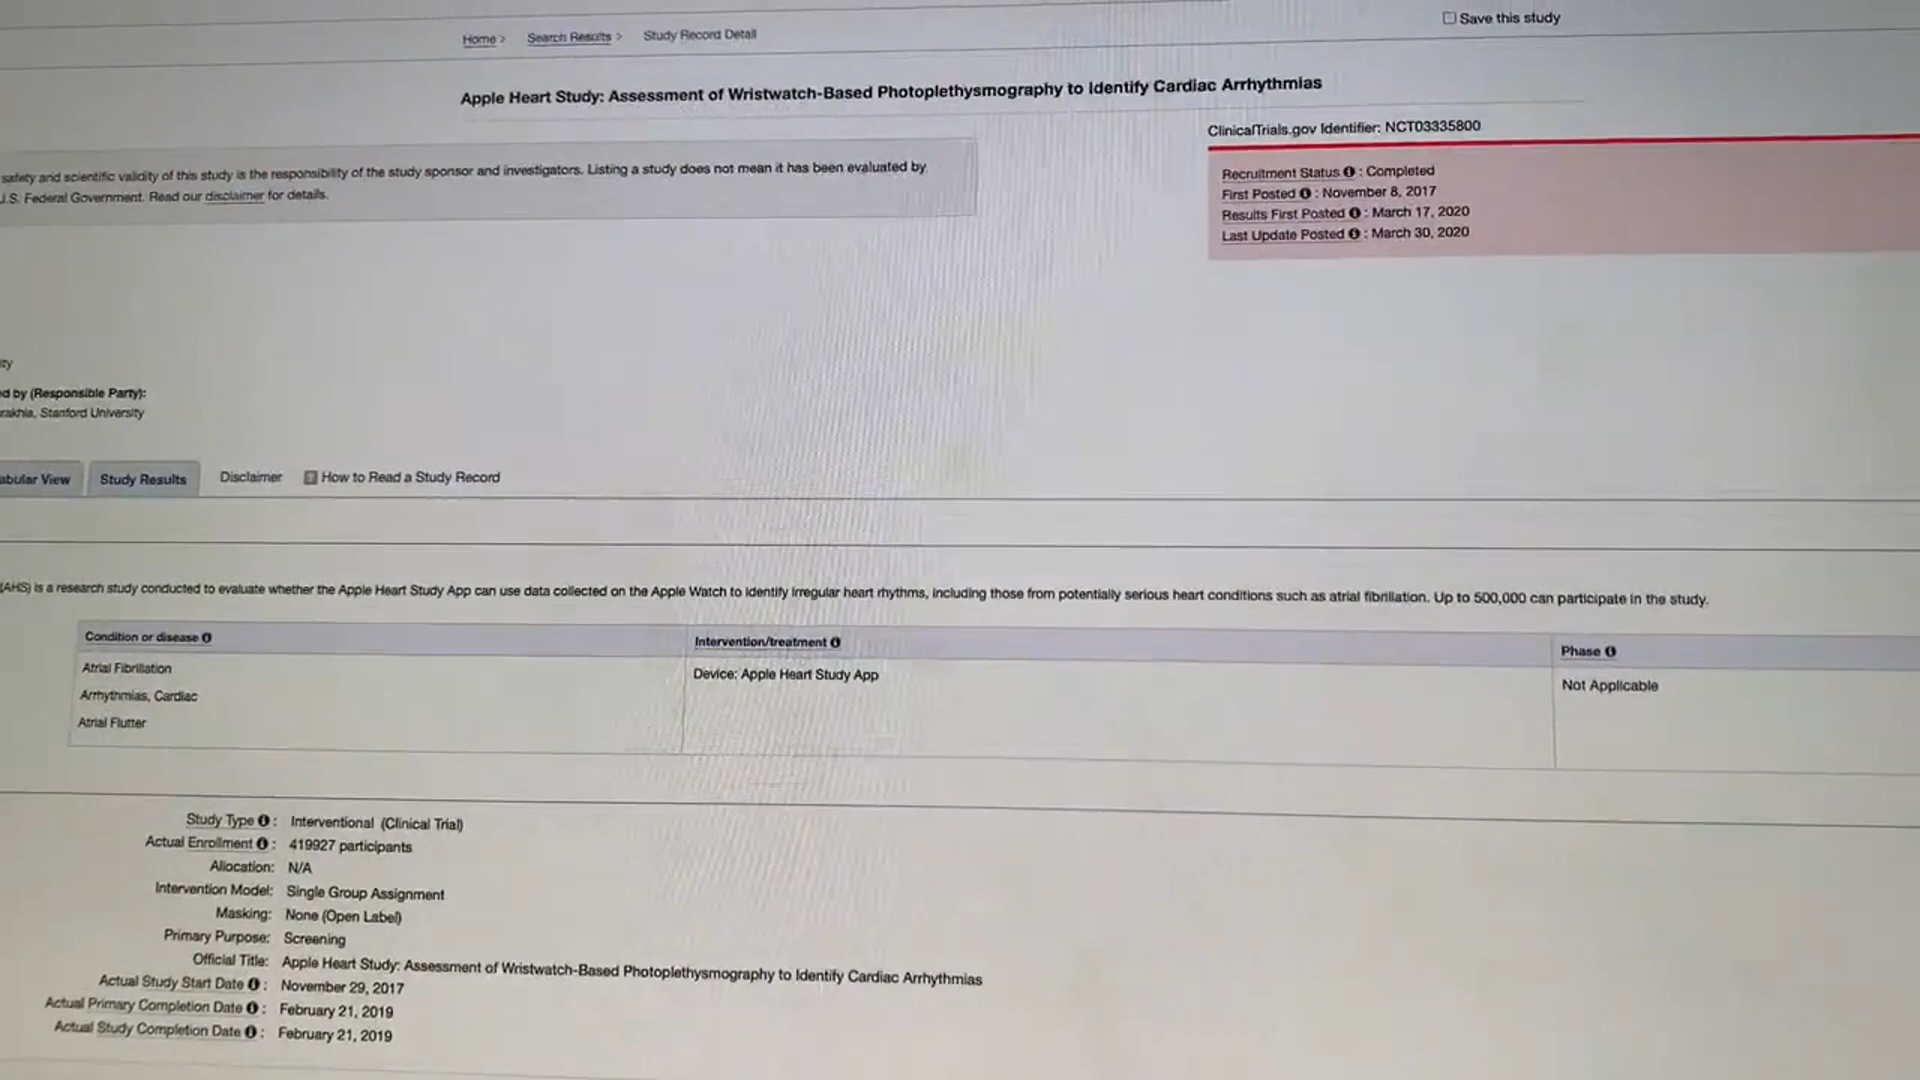 Save this study
Home > Search Results > Study Record Detail
Apple Heart Study: Assessment of Wristwatch-Based Photoplethysmography to Identify Cardiac Arrhythmias
ClinicalTrials.gov Identifier: NCT03335800
safety and scientific validity of this study is the responsibility of the study sponsor and investigators. Listing a study does not mean it has been evaluated by
U.S. Federal Government. Read our disclaimer for details.
Recruitment Status : Completed
First Posted : November 8, 2017
Results First Posted : March 17, 2020
Last Update Posted : March 30, 2020
by (Responsible Party):
Stanford University
Study Results
Disclaimer
How to Read a Study Record
(AHS) is a research study conducted to evaluate whether the Apple Heart Study App can use data collected on the Apple Watch to identify irregular heart rhythms, including those from potentially serious heart conditions such as atrial fibrillation. Up to 500,000 can participate in the study.
Condition or disease
Intervention/treatment
Phase
Atrial Fibrillation
Arrhythmias, Cardiac
Atrial Flutter
Device: Apple Heart Study App
Not Applicable
Study Type : Interventional (Clinical Trial)
Actual Enrollment : 419927 participants
Allocation: N/A
Intervention Model: Single Group Assignment
Masking: None (Open Label)
Primary Purpose: Screening
Official Title: Apple Heart Study: Assessment of Wristwatch-Based Photoplethysmography to Identify Cardiac Arrhythmias
Actual Study Start Date : November 29, 2017
Actual Primary Completion Date : February 21, 2019
Actual Study Completion Date : February 21, 2019